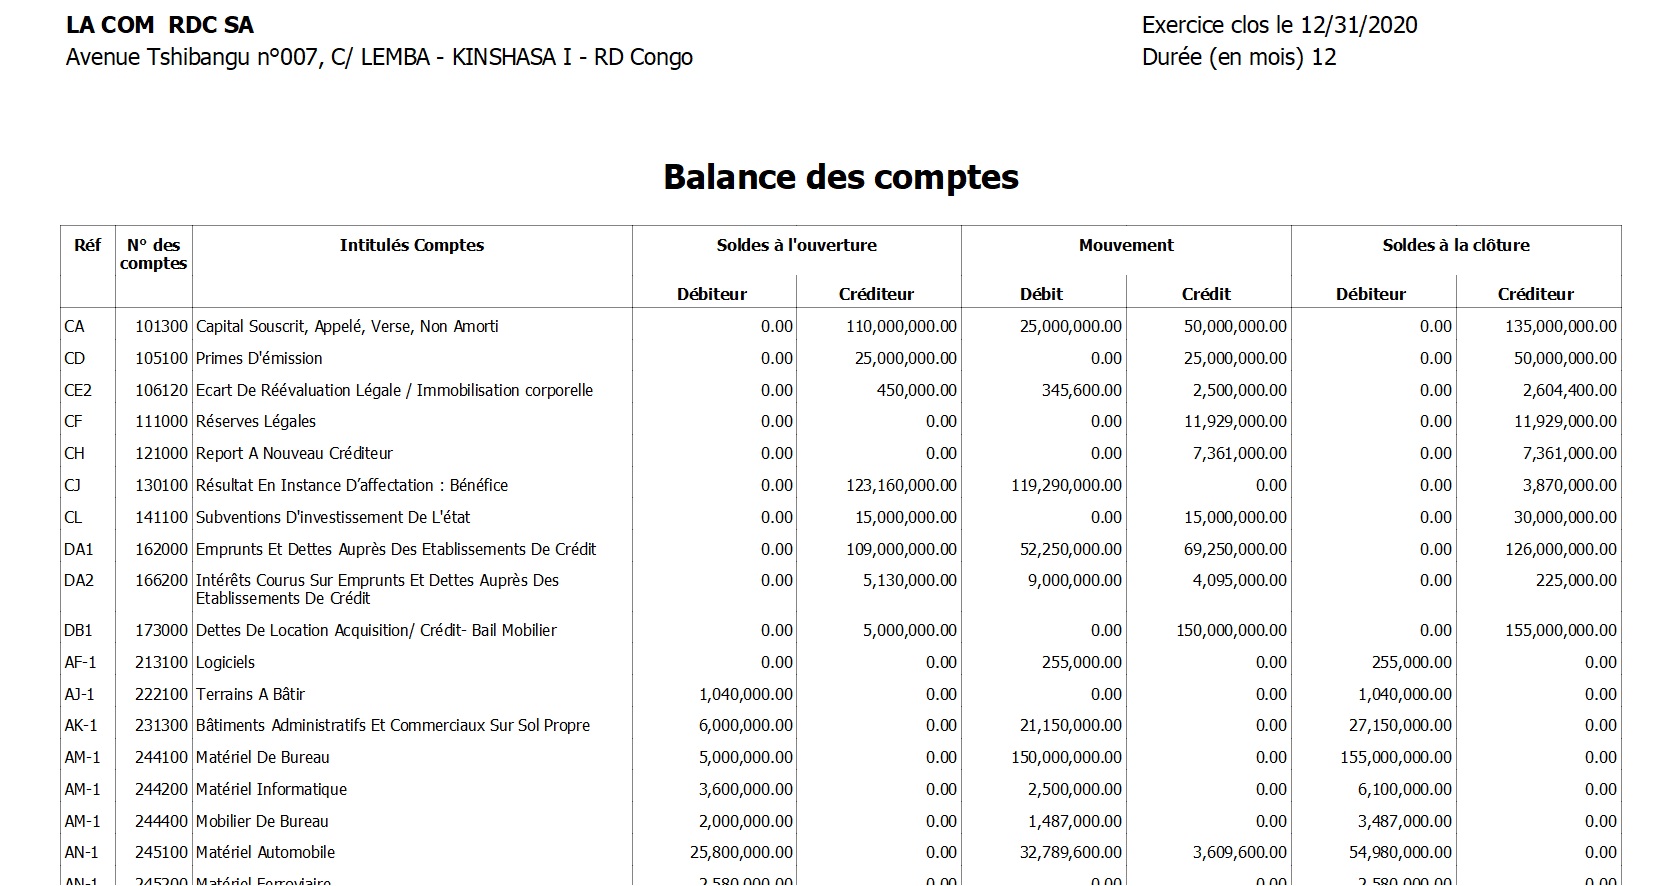 LA COM RDC SA
Exercice clos le 12/31/2020
Avenue Tshibangu n°007, C/ LEMBA - KINSHASA I - RD Congo
Durée (en mois) 12
Balance des comptes
Réf N° des comptes Intitulés Comptes Soldes à l'ouverture Mouvement Soldes à la clôture
Débiteur Créditeur Débit Crédit Débiteur Créditeur
CA 101300 Capital Souscrit, Appelé, Verse, Non Amorti 0.00 110,000,000.00 25,000,000.00 50,000,000.00 0.00 135,000,000.00
CD 105100 Primes D'émission 0.00 25,000,000.00 0.00 25,000,000.00 0.00 50,000,000.00
CE2 106120 Ecart De Réévaluation Légale / Immobilisation corporelle 0.00 450,000.00 345,600.00 2,500,000.00 0.00 2,604,400.00
CF 111000 Réserves Légales 0.00 0.00 0.00 11,929,000.00 0.00 11,929,000.00
CH 121000 Report A Nouveau Créditeur 0.00 0.00 0.00 7,361,000.00 0.00 7,361,000.00
CJ 130100 Résultat En Instance D’affectation : Bénéfice 0.00 123,160,000.00 119,290,000.00 0.00 0.00 3,870,000.00
CL 141100 Subventions D'investissement De L'état 0.00 15,000,000.00 0.00 15,000,000.00 0.00 30,000,000.00
DA1 162000 Emprunts Et Dettes Auprès Des Etablissements De Crédit 0.00 109,000,000.00 52,250,000.00 69,250,000.00 0.00 126,000,000.00
DA2 166200 Intérêts Courus Sur Emprunts Et Dettes Auprès Des 0.00 5,130,000.00 9,000,000.00 4,095,000.00 0.00 225,000.00
Etablissements De Crédit
DB1 173000 Dettes De Location Acquisition/ Crédit- Bail Mobilier 0.00 5,000,000.00 0.00 150,000,000.00 0.00 155,000,000.00
AF-1 213100 Logiciels 0.00 0.00 255,000.00 0.00 255,000.00 0.00
AJ-1 222100 Terrains A Bâtir 1,040,000.00 0.00 0.00 0.00 1,040,000.00 0.00
AK-1 231300 Bâtiments Administratifs Et Commerciaux Sur Sol Propre 6,000,000.00 0.00 21,150,000.00 0.00 27,150,000.00 0.00
AM-1 244100 Matériel De Bureau 5,000,000.00 0.00 150,000,000.00 0.00 155,000,000.00 0.00
AM-1 244200 Matériel Informatique 3,600,000.00 0.00 2,500,000.00 0.00 6,100,000.00 0.00
AM-1 244400 Mobilier De Bureau 2,000,000.00 0.00 1,487,000.00 0.00 3,487,000.00 0.00
AN-1 245100 Matériel Automobile 25,800,000.00 0.00 32,789,600.00 3,609,600.00 54,980,000.00 0.00
AN-1 245200 Matériel Ferroviaire 2,580,000.00 0.00 0.00 0.00 2,580,000.00 0.00